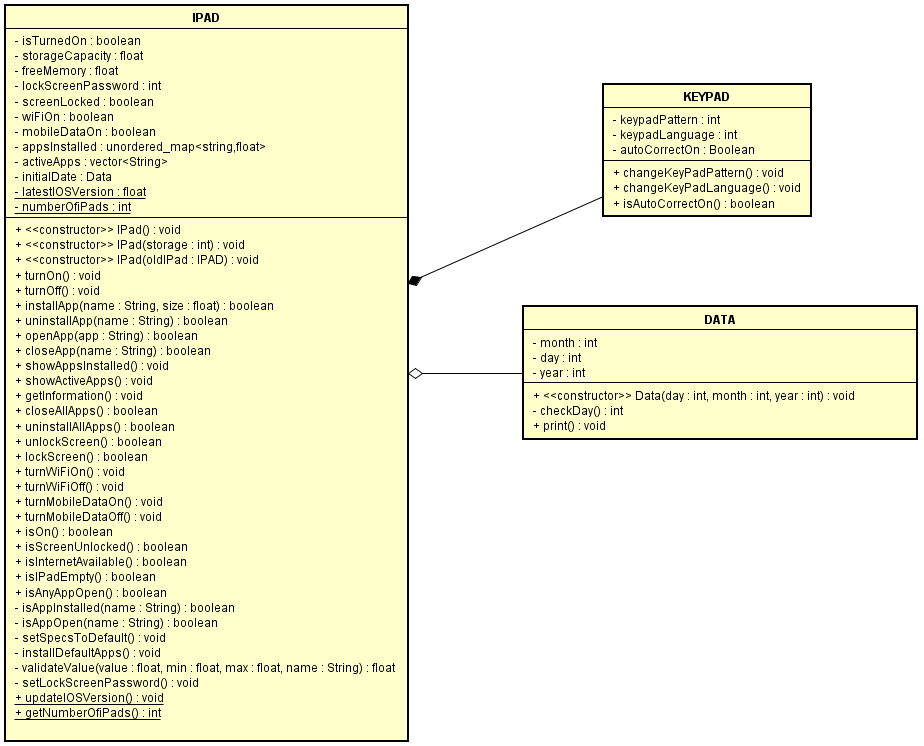 IPAD
- isTurnedOn : boolean
- storageCapacity : float
- freeMemory : float
- lockScreenPassword : int
- screenLocked : boolean
- wiFiOn : boolean
- mobileDataOn : boolean
- appsInstalled : unordered_map<string,float>
- activeApps : vector<String>
- initialDate : Data
- latestIOSVersion : float
- numberOfiPads : int
+ <<constructor>> IPad() : void
+ <<constructor>> IPad(storage : int) : void
+ <<constructor>> IPad(oldIPad : IPAD) : void
+ turnOn() : void
+ turnOff() : void
+ installApp(name : String, size : float) : boolean
+ uninstallApp(name : String) : boolean
+ openApp(app : String) : boolean
+ closeApp(name : String) : boolean
+ showAppsInstalled() : void
+ showActiveApps() : void
+ getInformation() : void
+ closeAllApps() : boolean
+ uninstallAllApps() : boolean
+ unlockScreen() : boolean
+ lockScreen() : boolean
+ turnWiFiOn() : void
+ turnWiFiOff() : void
+ turnMobileDataOn() : void
+ turnMobileDataOff() : void
+ isOn() : boolean
+ isScreenUnlocked() : boolean
+ isInternetAvailable() : boolean
+ isIPadEmpty() : boolean
+ isAnyAppOpen() : boolean
- isAppInstalled(name : String) : boolean
- isAppOpen(name : String) : boolean
- setSpecsToDefault() : void
- installDefaultApps() : void
- validateValue(value : float, min : float, max : float, name : String) : float
- setLockScreenPassword() : void
+ updateIOSVersion() : void
+ getNumberOfiPads() : int
KEYPAD
- keypadPattern : int
- keypadLanguage : int
- autoCorrectOn : Boolean
+ changeKeyPadPattern() : void
+ changeKeyPadLanguage() : void
+ isAutoCorrectOn() : boolean
DATA
- month : int
- day : int
- year : int
+ <<constructor>> Data(day : int, month : int, year : int) : void
- checkDay() : int
+ print() : void